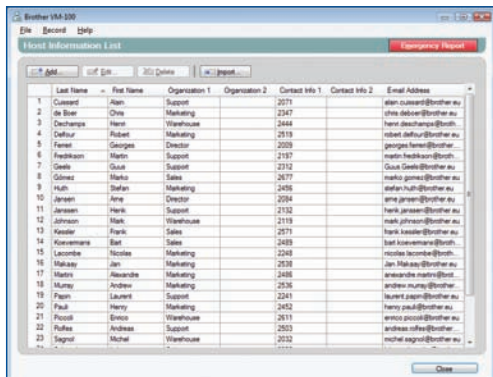 Brother VM-100
File Record Help
Host Information List Emergency Report
Add... Edit... Delete Import...
Last Name First Name Organization 1 Organization 2 Contact Info 1 Contact Info 2 E-mail Address
1 Cuissard Alain Support 2071 alain.cuissard@brother.eu
2 de Boer Chris Marketing 2347 chris.deboer@brother.eu
3 Dechamps Henri Warehouse 2444 henri.deschamps@broth...
4 Delfour Robert Marketing 2519 robert.delfour@brother.eu
5 Ferreri Georges Director 2009 georges.ferreri@brother...
6 Fredrikson Martin Support 2197 martin.fredrikson@broth...
7 Geels Guus Support 2312 Guus.Geels@brother.eu
8 Gómez Marko Sales 2677 marko.gomez@brother.eu
9 Huth Stefan Marketing 2456 stefan.huth@brother.eu
10 Jansen Arne Director 2084 arne.jansen@brother.eu
11 Janssen Henk Support 2132 henk.janssen@brother.eu
12 Johnson Mark Warehouse 2119 mark.johnson@brother.eu
13 Kessler Frank Sales 2571 frank.kessler@brother.eu
14 Koevermans Bart Sales 2489 bart.koevermans@broth...
15 Lacombe Nicolas Marketing 2248 nicolas.lacombe@broth...
16 Makaay Jan Marketing 2538 Jan.Makaay@brother.eu
17 Martini Alexandre Marketing 2486 alexandre.martini@brot...
18 Murray Andrew Marketing 2536 andrew.murray@brother...
19 Papin Laurent Support 2241 laurent.papin@brother.eu
20 Pauli Henry Marketing 2452 henry.pauli@brother.eu
21 Piccoli Enrico Warehouse 2611 enrico.piccoli@brother.eu
22 Rolfes Andreas Support 2503 andreas.rolfes@brother...
23 Sagnol Michel Warehouse 2032 michel.sagnol@brother.eu
Close